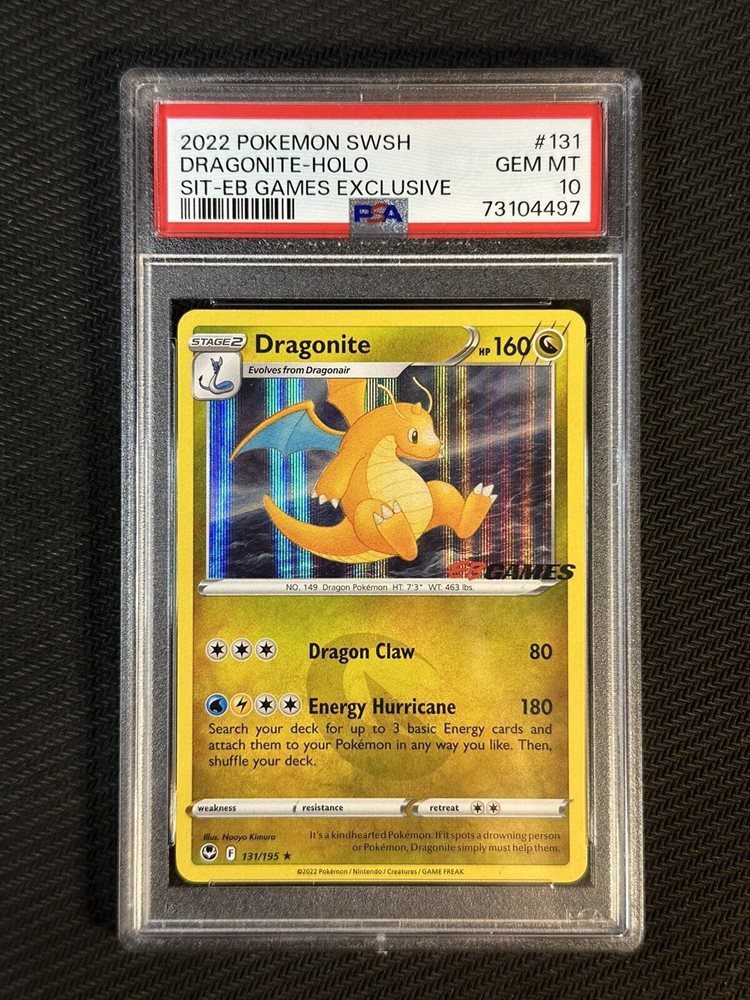 2022 POKEMON SWSH #131
DRAGONITE-HOLO GEM MT
SIT-EB GAMES EXCLUSIVE 10
PSA 73104497
STAGE 2 Dragonite HP 160
Evolves from Dragonair
EB GAMES
NO. 149 Dragon Pokémon HT: 7'3" WT: 463 lbs.
Dragon Claw 80
Energy Hurricane 180
Search your deck for up to 3 basic Energy cards and
attach them to your Pokémon in any way you like. Then,
shuffle your deck.
weakness resistance retreat
Illus. Naoyo Kimura It's a kindhearted Pokémon. If it spots a drowning person
or Pokémon, Dragonite simply must help them.
F 131/195
©2022 Pokémon / Nintendo / Creatures / GAME FREAK
PSA